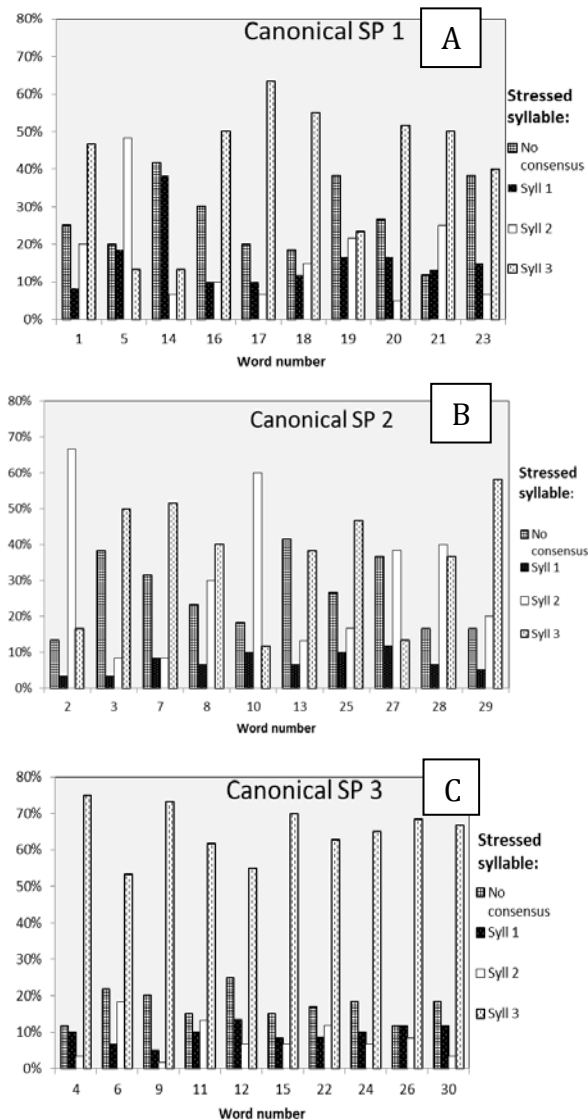 Canonical SP 1
A
80%
70%
60%
50%
40%
30%
20%
10%
0%
1 5 14 16 17 18 19 20 21 23
Word number
Stressed
syllable:
No
consensus
Syll 1
Syll 2
Syll 3
Canonical SP 2
B
80%
70%
60%
50%
40%
30%
20%
10%
0%
2 3 7 8 10 13 25 27 28 29
Word number
Stressed
syllable:
No
consensus
Syll 1
Syll 2
Syll 3
Canonical SP 3
C
80%
70%
60%
50%
40%
30%
20%
10%
0%
4 6 9 11 12 15 22 24 26 30
Word number
Stressed
syllable:
No
consensus
Syll 1
Syll 2
Syll 3